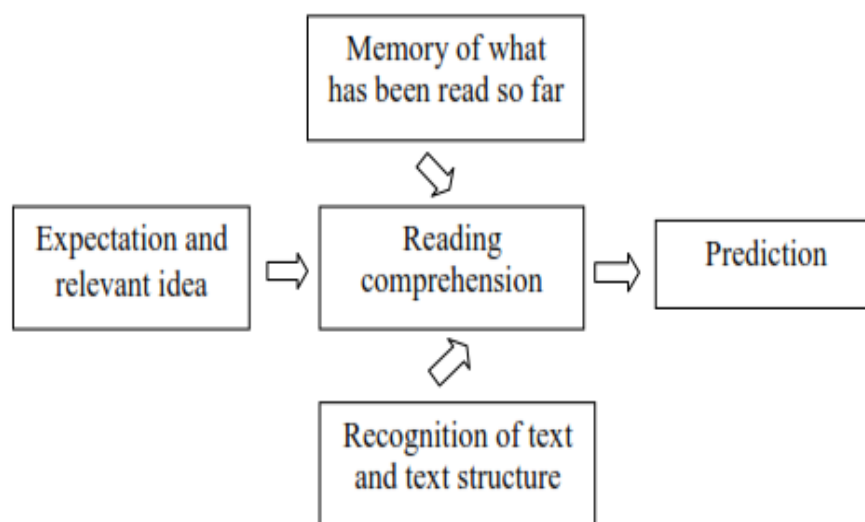 Memory of what
has been read so far
Expectation and
relevant idea
Reading
comprehension
Prediction
Recognition of text
and text structure